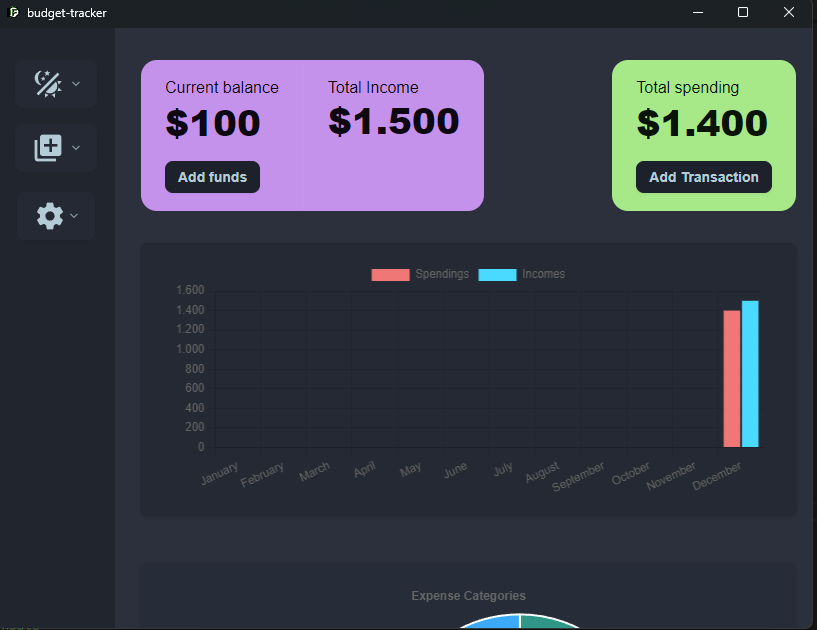 budget-tracker
Current balance
$100
Add funds
Total Income
$1.500
Total spending
$1.400
Add Transaction
Spendings Incomes
1.600
1.400
1.200
1.000
800
600
400
200
0
January February March April May June July August September October November December
Expense Categories